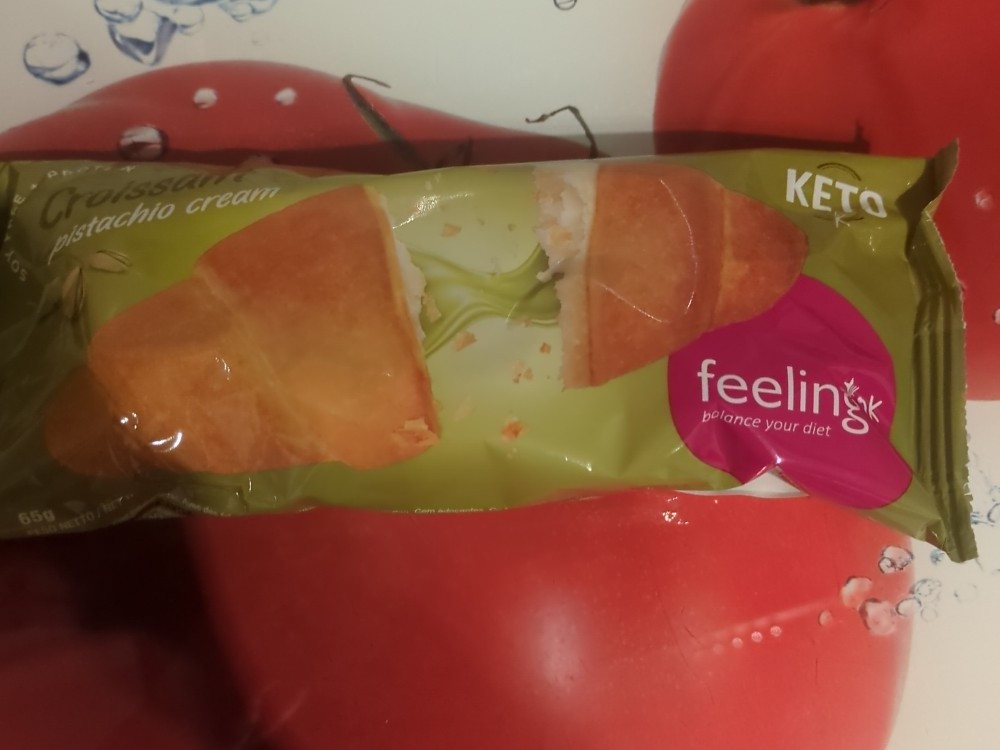 Croissant
pistachio cream
KETO
feeling k
balance your diet
65g